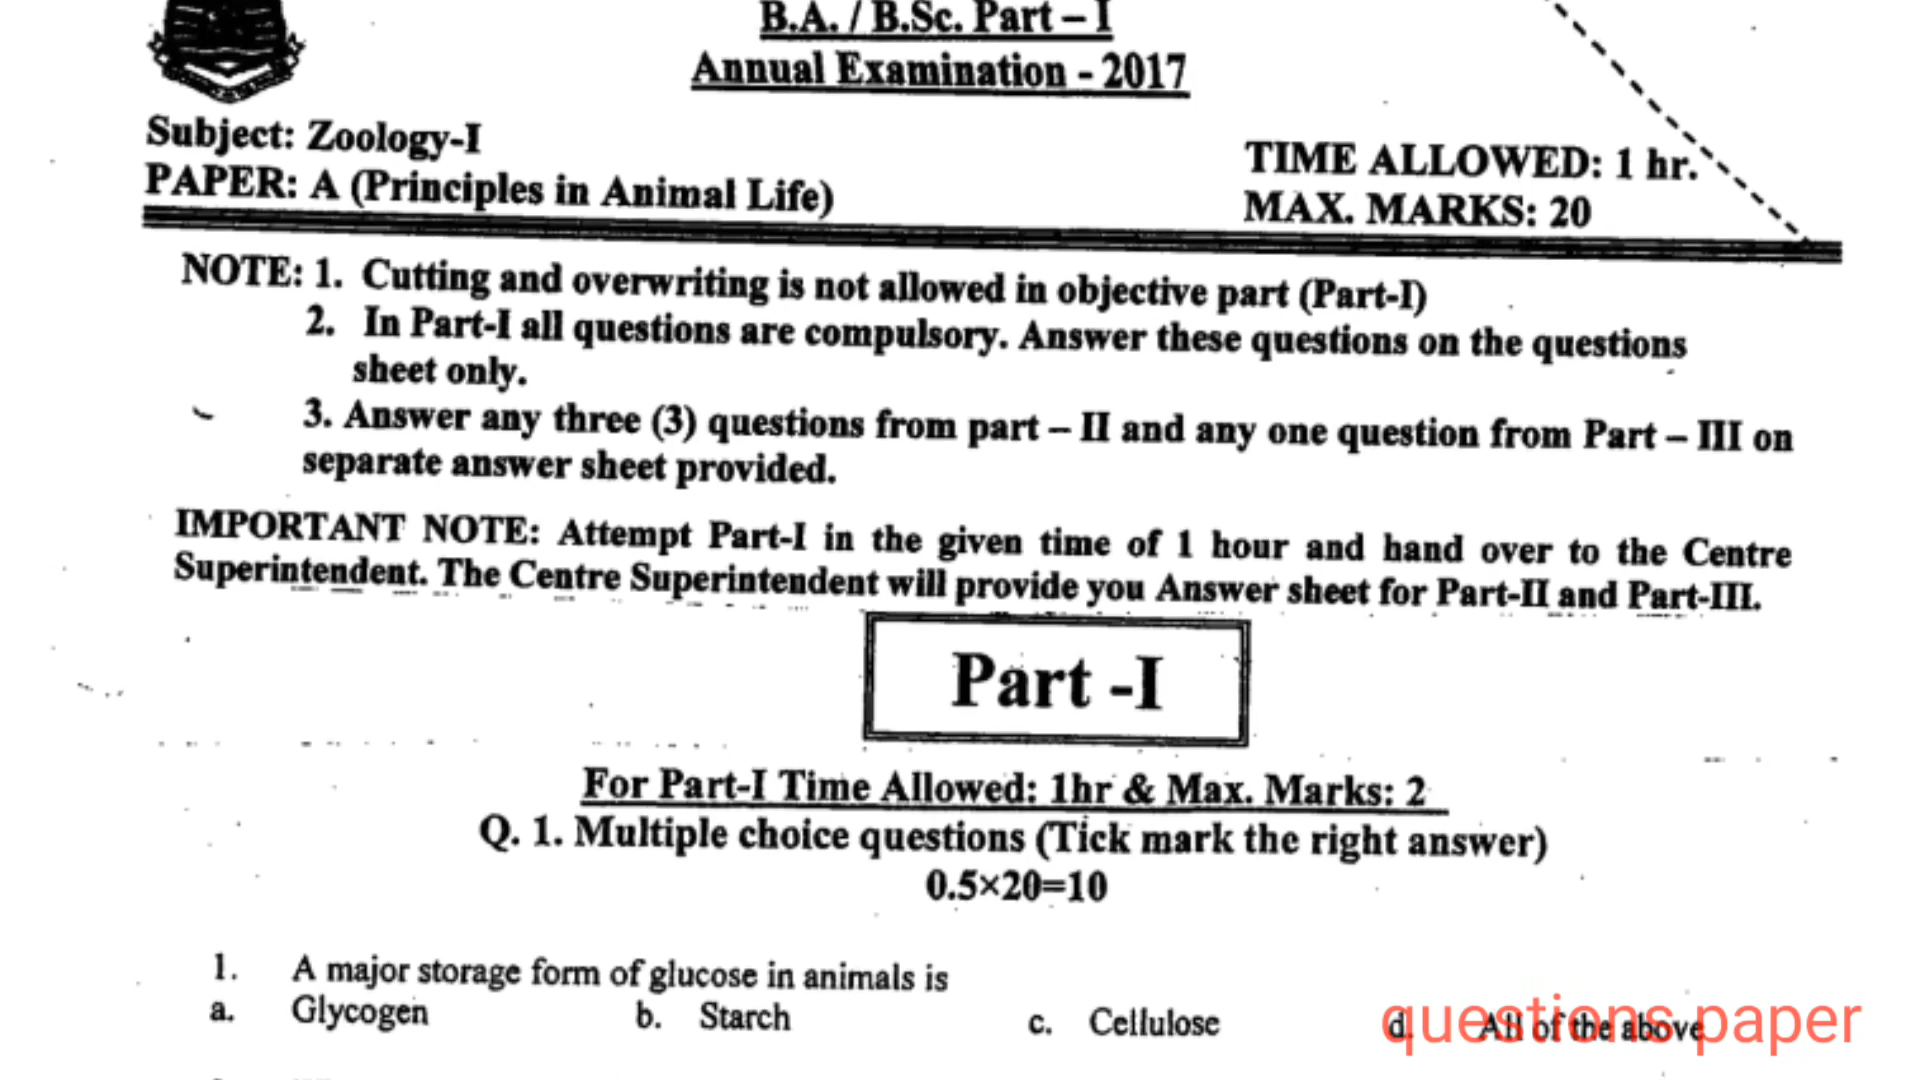 B.A. / B.Sc. Part – I
Annual Examination - 2017
Subject: Zoology-I
PAPER: A (Principles in Animal Life)
TIME ALLOWED: 1 hr.
MAX. MARKS: 20
NOTE: 1. Cutting and overwriting is not allowed in objective part (Part-I)
2. In Part-I all questions are compulsory. Answer these questions on the questions
sheet only.
3. Answer any three (3) questions from part – II and any one question from Part – III on
separate answer sheet provided.
IMPORTANT NOTE: Attempt Part-I in the given time of 1 hour and hand over to the Centre
Superintendent. The Centre Superintendent will provide you Answer sheet for Part-II and Part-III.
Part -I
For Part-I Time Allowed: 1hr & Max. Marks: 2
Q. 1. Multiple choice questions (Tick mark the right answer)
0.5×20=10
1. A major storage form of glucose in animals is
a. Glycogen b. Starch c. Cellulose d. All of the above
questions paper